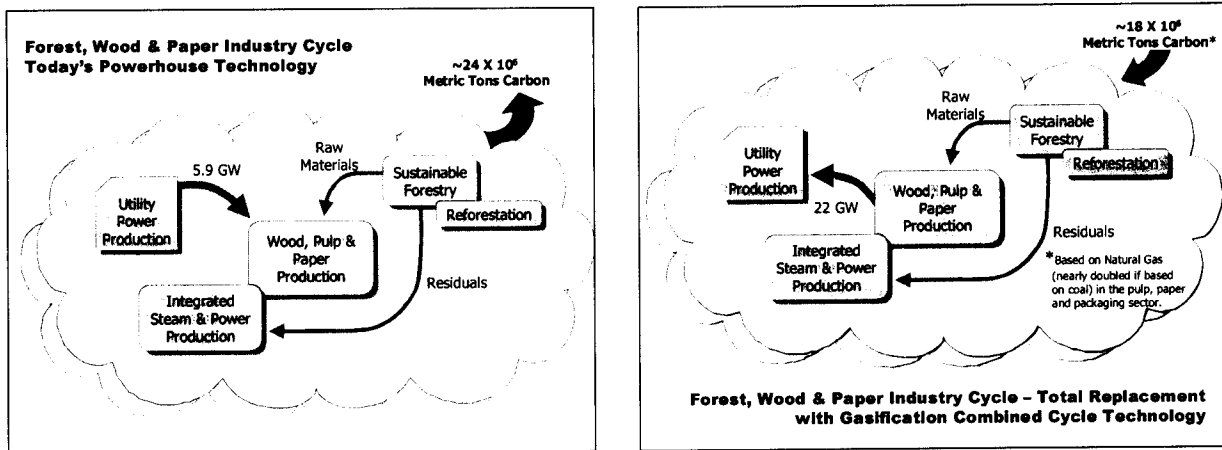 Forest, Wood & Paper Industry Cycle
Today's Powerhouse Technology
~24 X 10⁶
Metric Tons Carbon
5.9 GW
Raw
Materials
Utility
Power
Production
Sustainable
Forestry
Reforestation
Wood, Pulp &
Paper
Production
Residuals
Integrated
Steam & Power
Production
~18 X 10⁶
Metric Tons Carbon*
Raw
Materials
Sustainable
Forestry
Reforestation
Utility
Power
Production
22 GW
Wood, Pulp &
Paper
Production
Residuals
Integrated
Steam & Power
Production
*Based on Natural Gas
(nearly doubled if based
on coal) in the pulp, paper
and packaging sector.
Forest, Wood & Paper Industry Cycle – Total Replacement
with Gasification Combined Cycle Technology